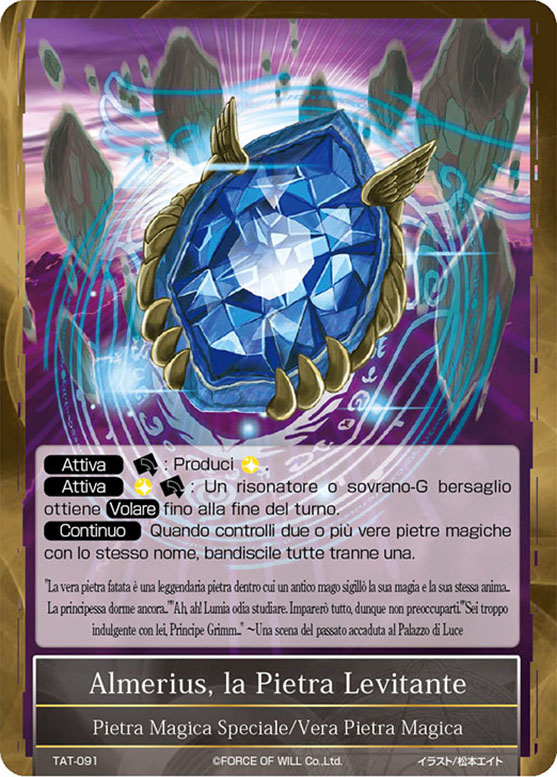 Attiva : Produci .
Attiva : Un risonatore o sovrano-G bersaglio
ottiene Volare fino alla fine del turno.
Continuo Quando controlli due o più vere pietre magiche
con lo stesso nome, bandiscile tutte tranne una.
"La vera pietra fatata è una leggendaria pietra dentro cui un antico mago sigillò la sua magia e la sua stessa anima..
La principessa dorme ancora.."  "Ah, ah! Lumia odia studiare. Imparerò tutto, dunque non preoccuparti."  "Sei troppo
indulgente con lei, Principe Grimm..." ~Una scena del passato accaduta al Palazzo di Luce
Almerius, la Pietra Levitante
Pietra Magica Speciale/Vera Pietra Magica
TAT-091 ©FORCE OF WILL Co.,Ltd. イラスト/松本エイト